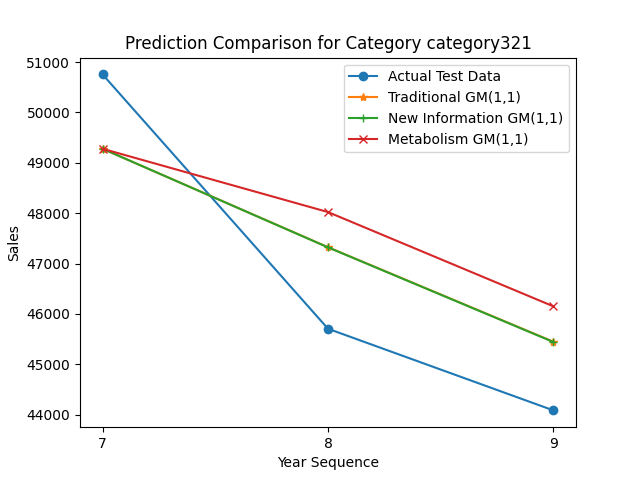 Prediction Comparison for Category category321
51000
50000
49000
48000
47000
46000
45000
44000
Sales
Actual Test Data
Traditional GM(1,1)
New Information GM(1,1)
Metabolism GM(1,1)
7 8 9
Year Sequence